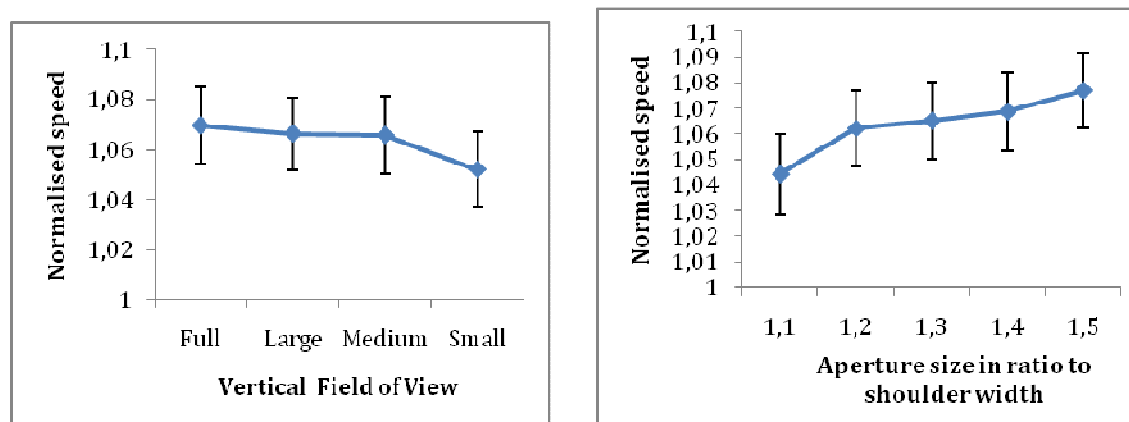 Normalised speed
1,1
1,08
1,06
1,04
1,02
1
Full Large Medium Small
Vertical Field of View
Normalised speed
1,1
1,09
1,08
1,07
1,06
1,05
1,04
1,03
1,02
1,01
1
1,1 1,2 1,3 1,4 1,5
Aperture size in ratio to
shoulder width